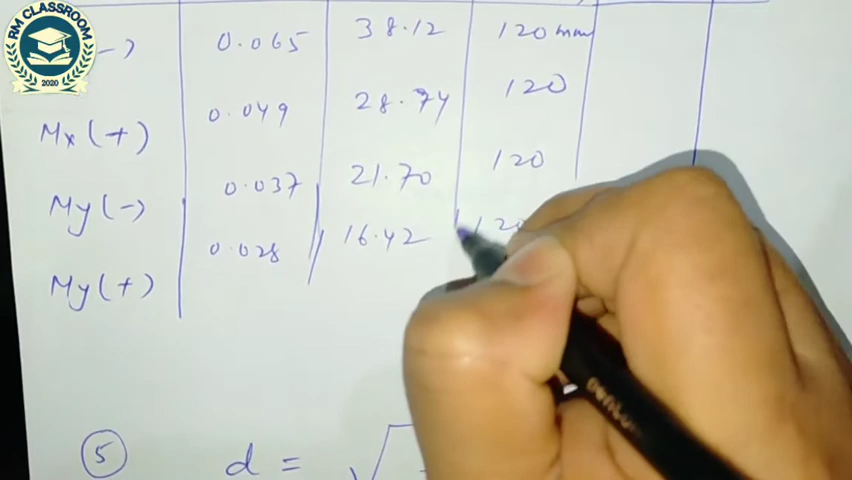 RM CLASSROOM
2020
-) 0.065 38.12 120 mm
Mx (+) 0.049 28.74 120
My (-) 0.037 21.70 120
My (+) 0.028 16.42 120
5 d = √